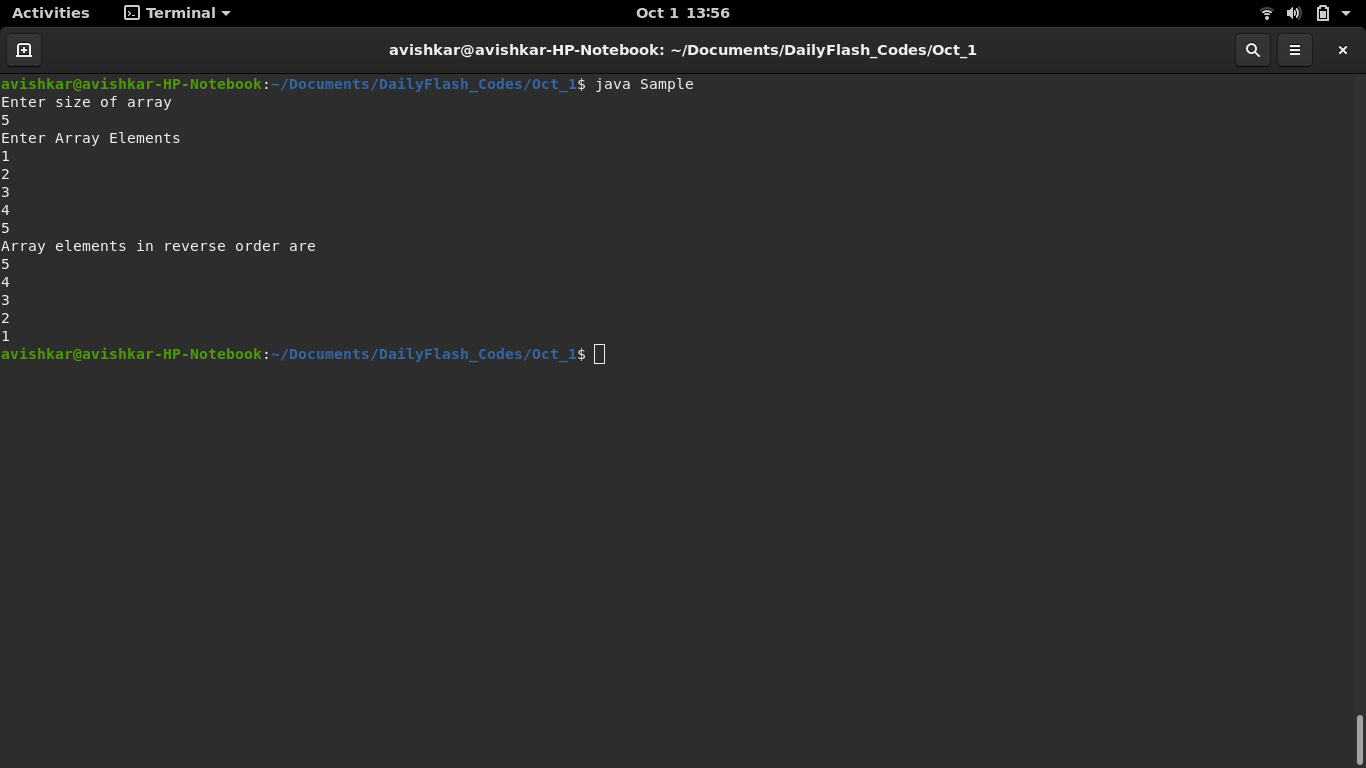 Activities Terminal Oct 1 13:56
avishkar@avishkar-HP-Notebook: ~/Documents/DailyFlash_Codes/Oct_1
avishkar@avishkar-HP-Notebook:~/Documents/DailyFlash_Codes/Oct_1$ java Sample
Enter size of array
5
Enter Array Elements
1
2
3
4
5
Array elements in reverse order are
5
4
3
2
1
avishkar@avishkar-HP-Notebook:~/Documents/DailyFlash_Codes/Oct_1$